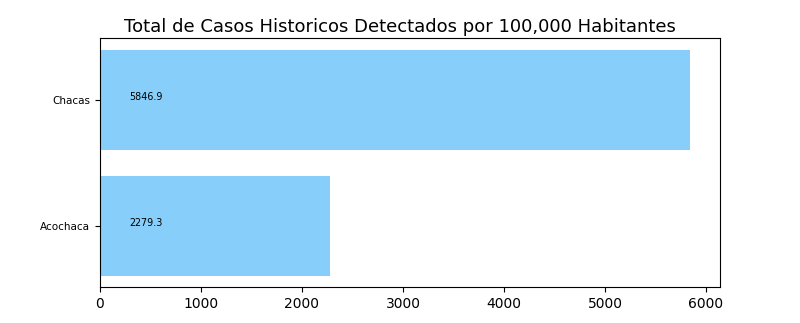 Total de Casos Historicos Detectados por 100,000 Habitantes
Chacas
5846.9
Acochaca
2279.3
0 1000 2000 3000 4000 5000 6000